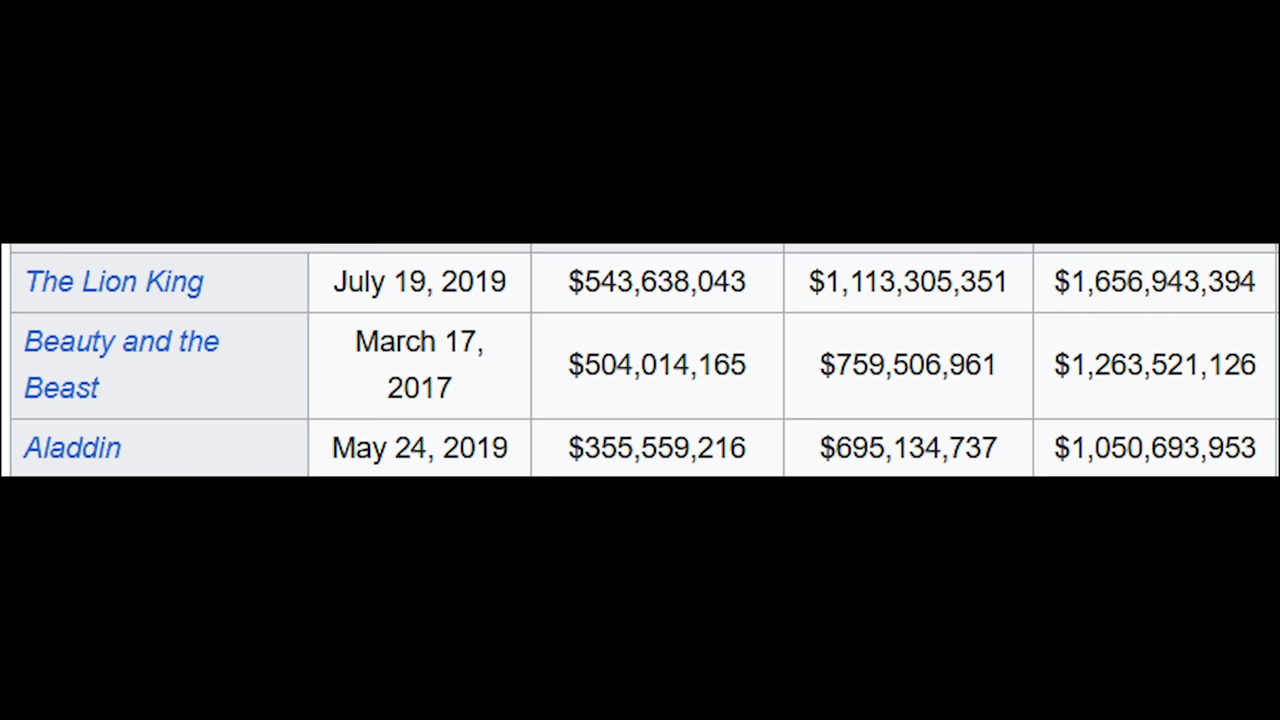 The Lion King July 19, 2019 $543,638,043 $1,113,305,351 $1,656,943,394
Beauty and the Beast March 17, 2017 $504,014,165 $759,506,961 $1,263,521,126
Aladdin May 24, 2019 $355,559,216 $695,134,737 $1,050,693,953